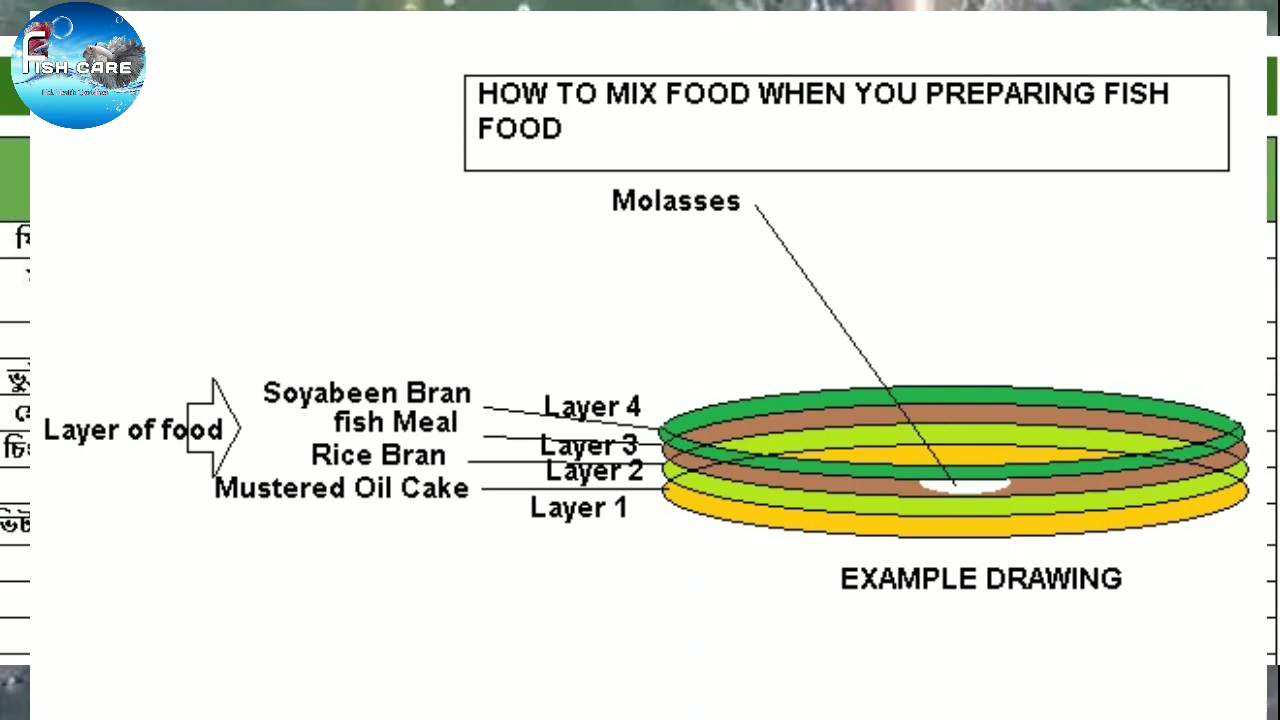 FISH CARE
HOW TO MIX FOOD WHEN YOU PREPARING FISH
FOOD
Molasses
Soyabeen Bran
Layer 4
fish Meal
Layer of food
Layer 3
Rice Bran
Layer 2
Mustered Oil Cake
Layer 1
EXAMPLE DRAWING